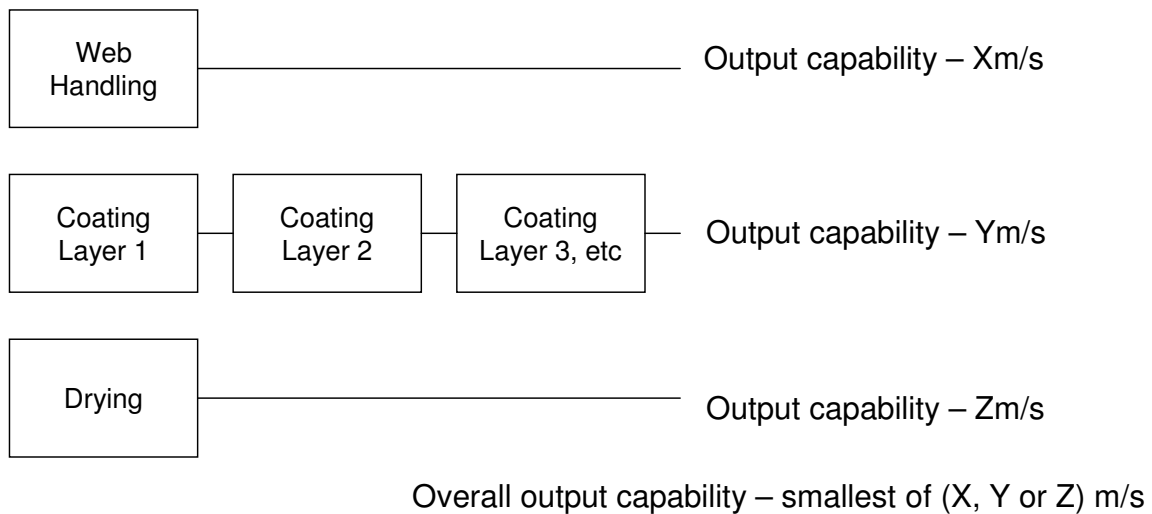 Web
Handling
Output capability – Xm/s
Coating
Layer 1
Coating
Layer 2
Coating
Layer 3, etc
Output capability – Ym/s
Drying
Output capability – Zm/s
Overall output capability – smallest of (X, Y or Z) m/s